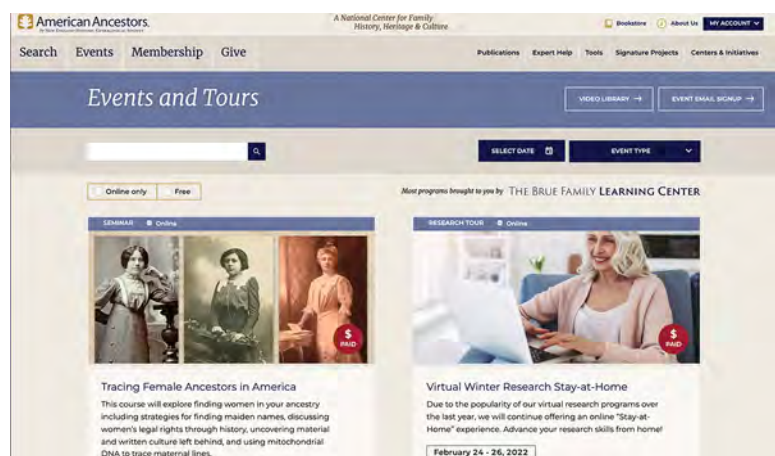 American Ancestors.
A National Center for Family
History, Heritage & Culture
Bookstore About Us MY ACCOUNT
Search Events Membership Give
Publications Expert Help Tools Signature Projects Centers & Initiatives
Events and Tours
VIDEO LIBRARY → EVENT EMAIL SIGNUP →
SELECT DATE EVENT TYPE
Online only Free
Most programs brought to you by THE BRUE FAMILY LEARNING CENTER
SEMINAR Online
RESEARCH TOUR Online
$
PAID
$
PAID
Tracing Female Ancestors in America
This course will explore finding women in your ancestry
including strategies for finding maiden names, discussing
women's legal rights through history, uncovering material
and written culture left behind, and using mitochondrial
DNA to trace maternal lines.
Virtual Winter Research Stay-at-Home
Due to the popularity of our virtual research programs over
the last year, we will continue offering an online "Stay-at-
Home" experience. Advance your research skills from home!
February 24 - 26, 2022